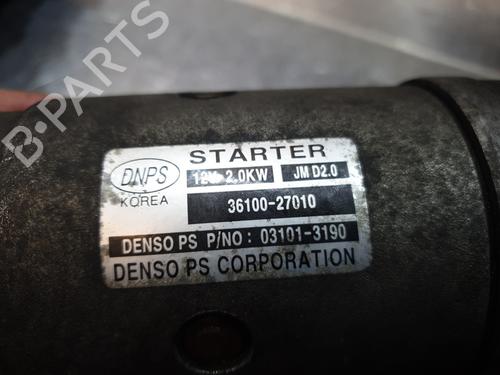 B-PARTS
STARTER
DNPS
KOREA
12V 2.0KW JM D2.0
36100-27010
DENSO PS P/NO : 03101-3190
DENSO PS CORPORATION